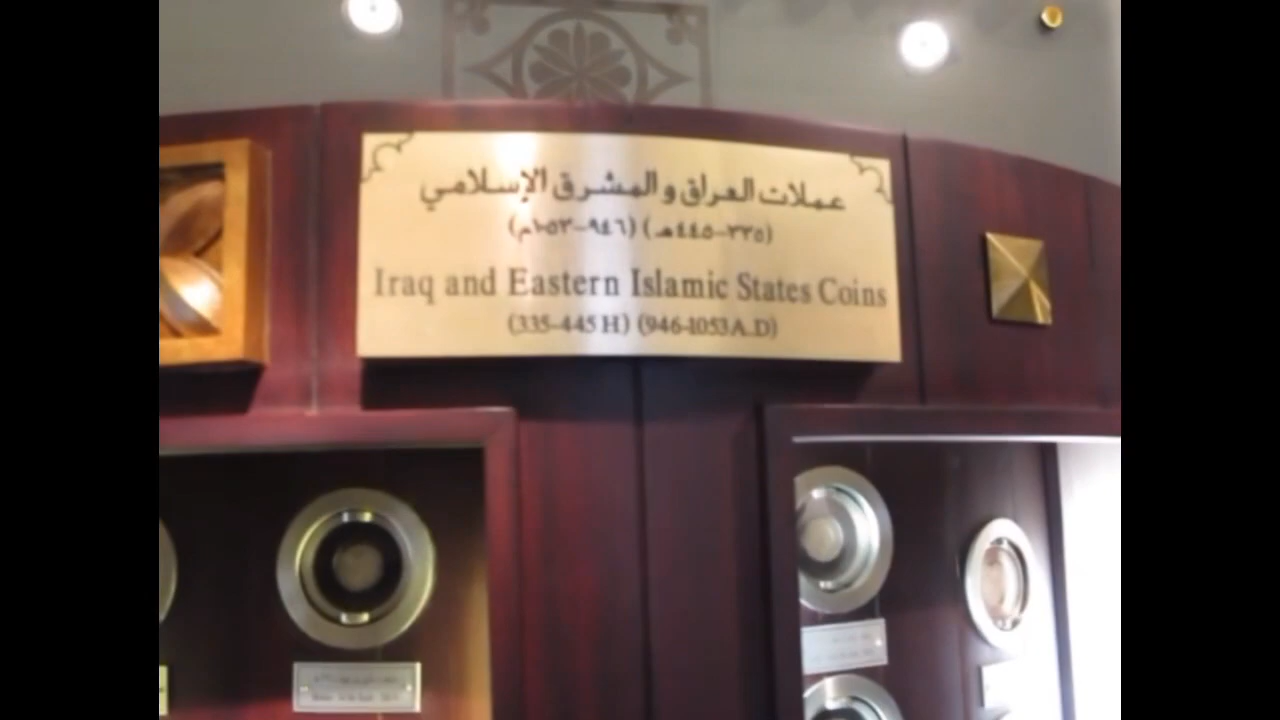 عملات العراق و المشرق الإسلامي
(٣٣٥-٤٤٥هـ) (٩٤٦-١٠٥٣م)
Iraq and Eastern Islamic States Coins
(335-445 H) (946-1053 A.D)